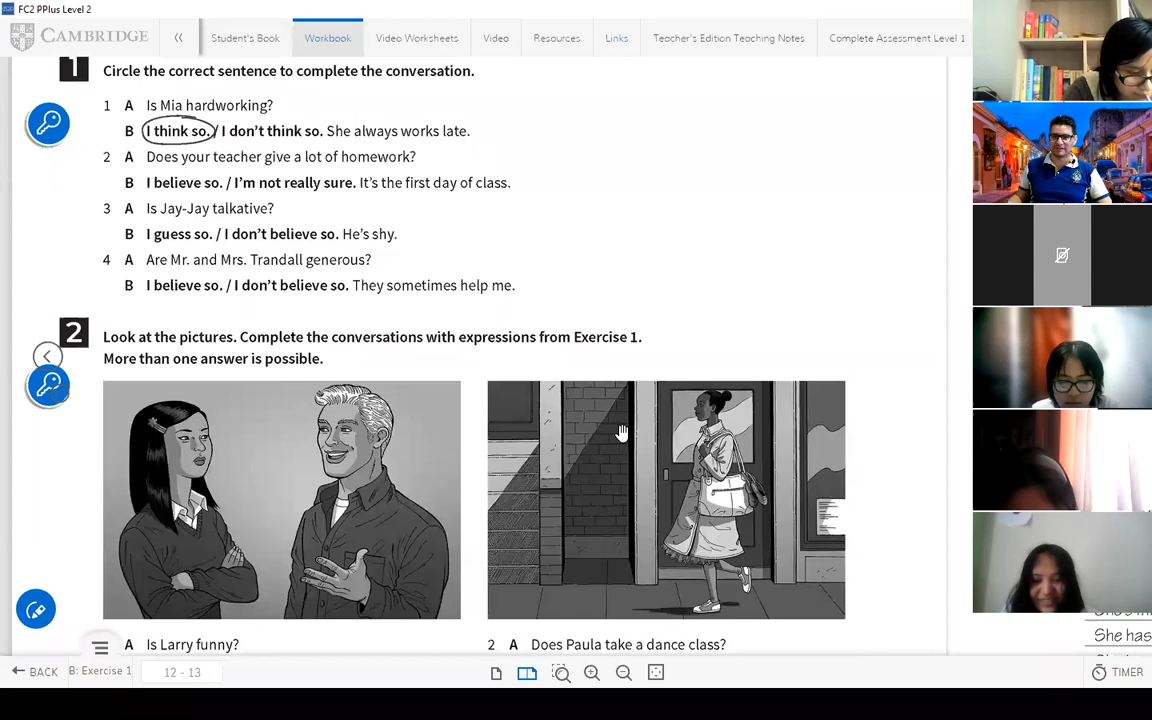 FC2 PPlus Level 2
CAMBRIDGE
Student's Book
Workbook
Video Worksheets
Video
Resources
Links
Teacher's Edition Teaching Notes
Complete Assessment Level 1
1 Circle the correct sentence to complete the conversation.
1 A Is Mia hardworking?
B I think so. / I don't think so. She always works late.
2 A Does your teacher give a lot of homework?
B I believe so. / I'm not really sure. It's the first day of class.
3 A Is Jay-Jay talkative?
B I guess so. / I don't believe so. He's shy.
4 A Are Mr. and Mrs. Trandall generous?
B I believe so. / I don't believe so. They sometimes help me.
2 Look at the pictures. Complete the conversations with expressions from Exercise 1.
More than one answer is possible.
A Is Larry funny?
2 A Does Paula take a dance class?
She has
BACK
B: Exercise 1
12 - 13
TIMER